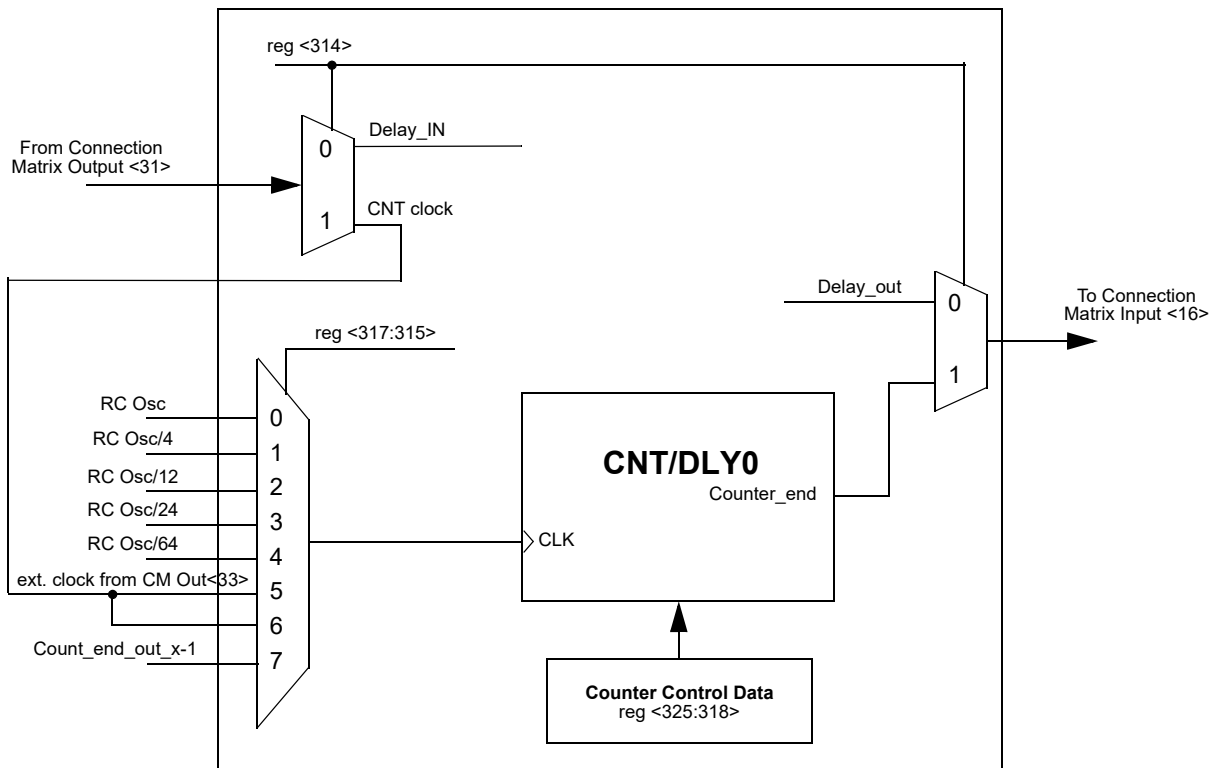 reg <314>
Delay_IN
0
From Connection
Matrix Output <31>
1
CNT clock
Delay_out
0
To Connection
Matrix Input <16>
1
reg <317:315>
RC Osc
0
RC Osc/4
1
RC Osc/12
2
RC Osc/24
3
RC Osc/64
4
ext. clock from CM Out<33>
5
6
Count_end_out_x-1
7
CNT/DLY0
Counter_end
CLK
Counter Control Data
reg <325:318>